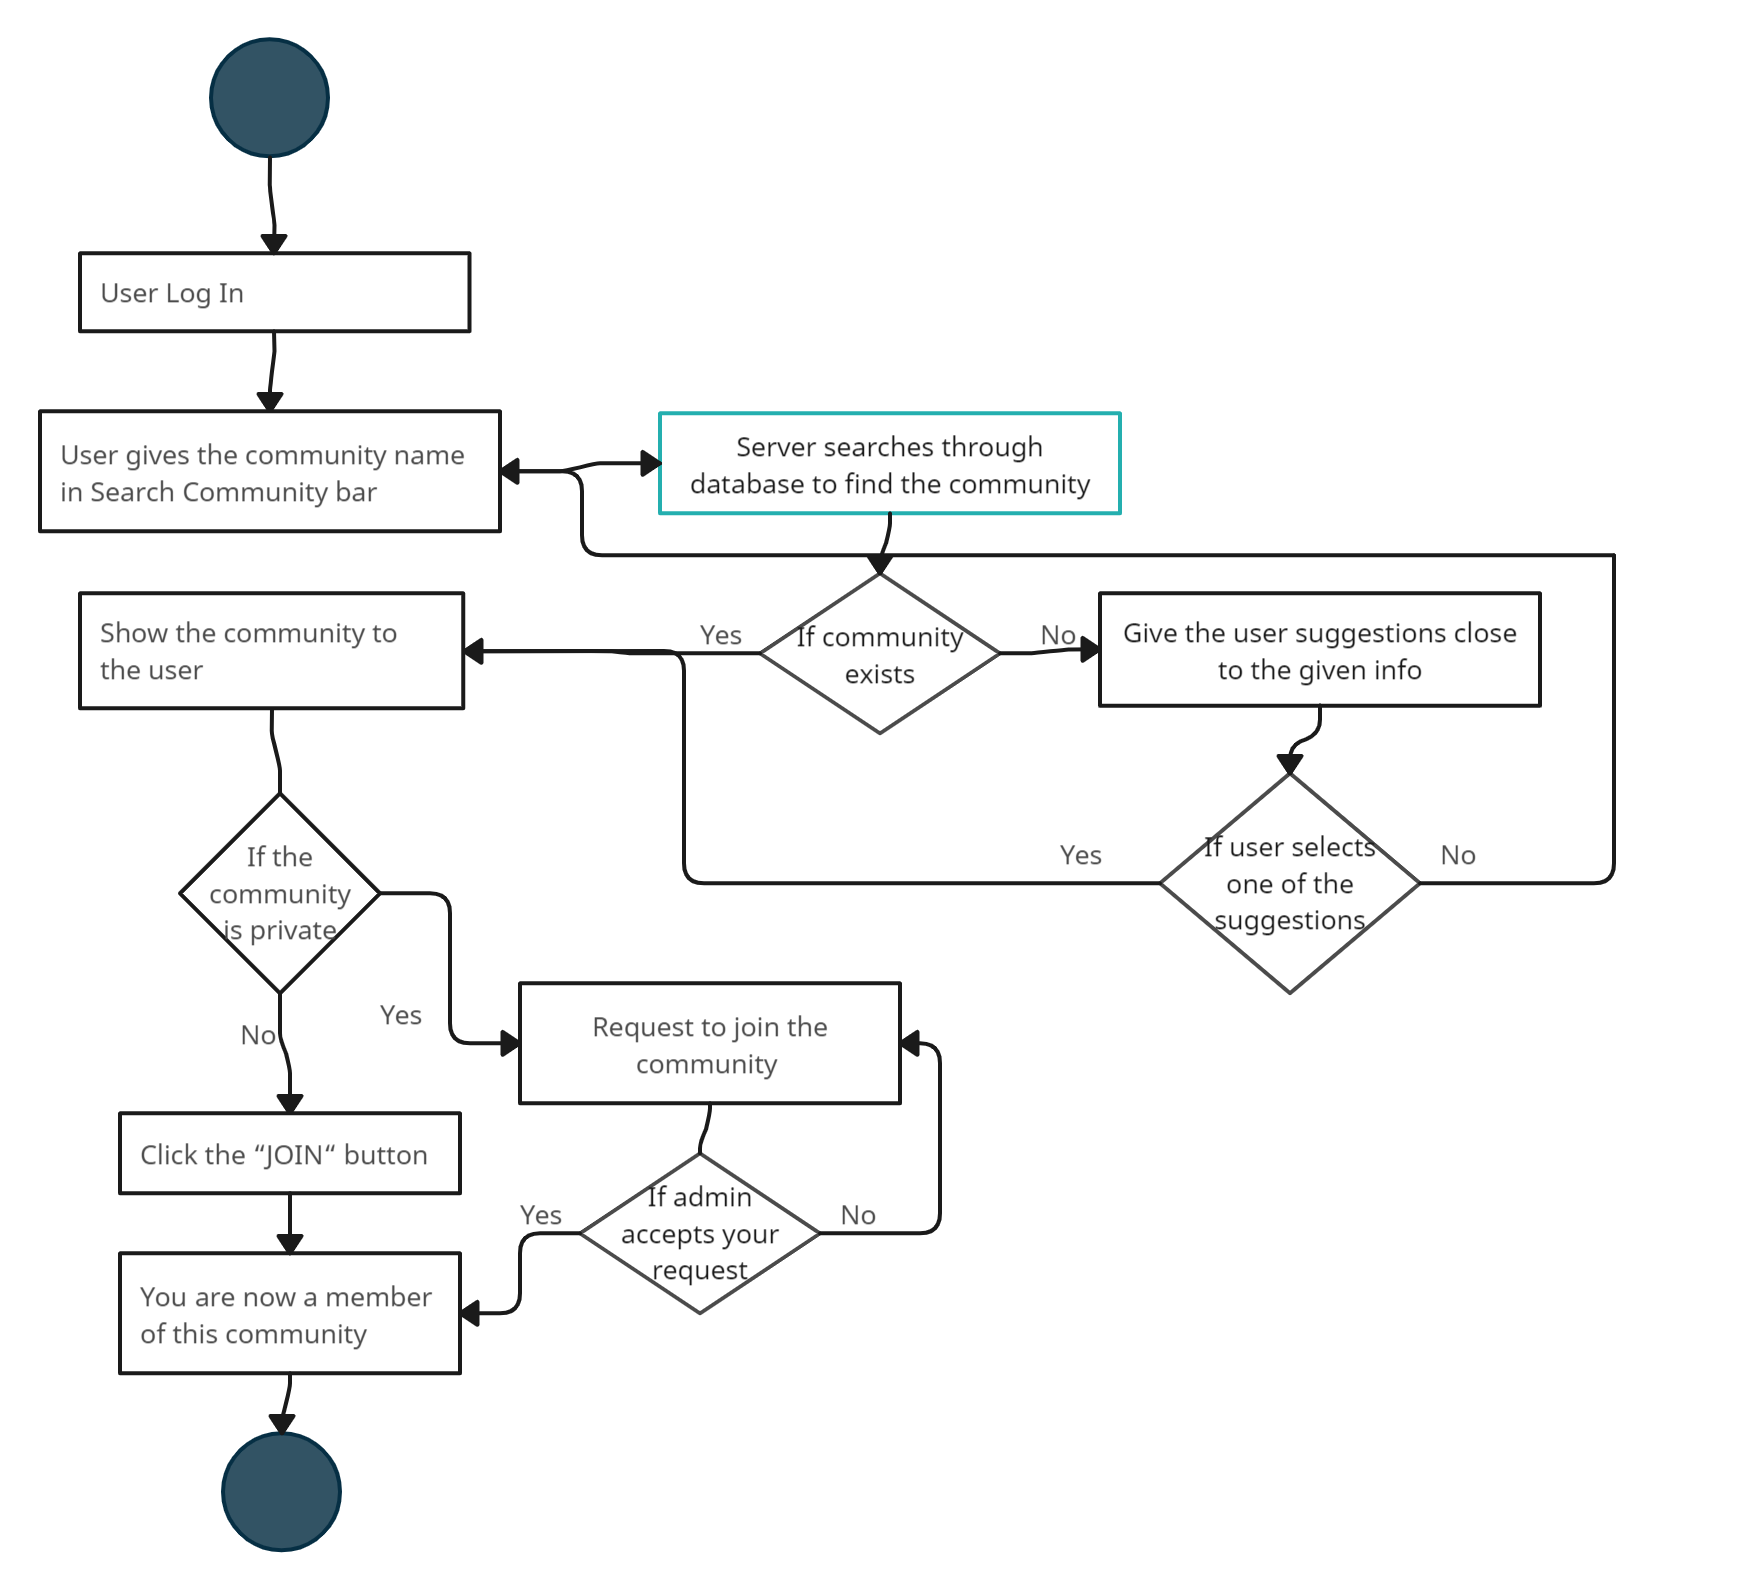 User Log In
User gives the community name
in Search Community bar
Server searches through
database to find the community
Show the community to
the user
Yes
If community
exists
No
Give the user suggestions close
to the given info
If the
community
is private
Yes
If user selects
one of the
suggestions
No
No
Yes
Request to join the
community
Click the “JOIN“ button
Yes
If admin
accepts your
request
No
You are now a member
of this community